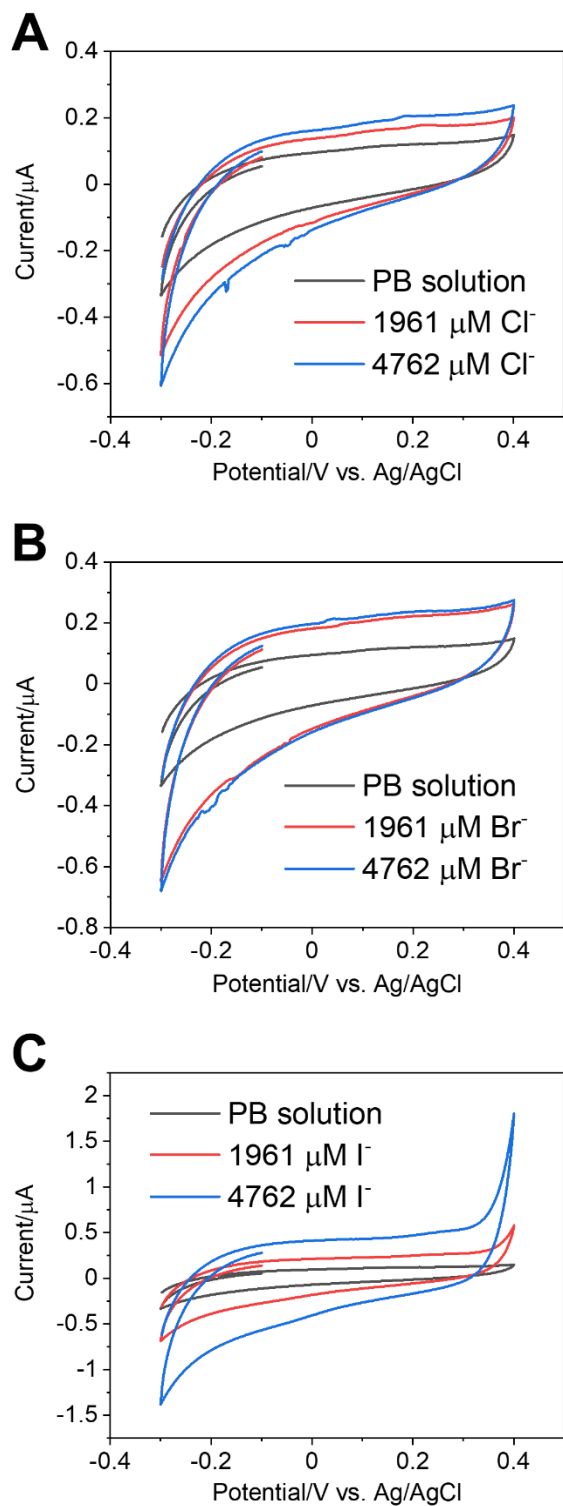 A
0.4
0.2
0
-0.2
-0.4
-0.6
Current/μA
PB solution
1961 μM Cl⁻
4762 μM Cl⁻
-0.4 -0.2 0 0.2 0.4
Potential/V vs. Ag/AgCl
B
0.4
0.2
0
-0.2
-0.4
-0.6
-0.8
Current/μA
PB solution
1961 μM Br⁻
4762 μM Br⁻
-0.4 -0.2 0 0.2 0.4
Potential/V vs. Ag/AgCl
C
2
1.5
1
0.5
0
-0.5
-1
-1.5
Current/μA
PB solution
1961 μM I⁻
4762 μM I⁻
-0.4 -0.2 0 0.2 0.4
Potential/V vs. Ag/AgCl